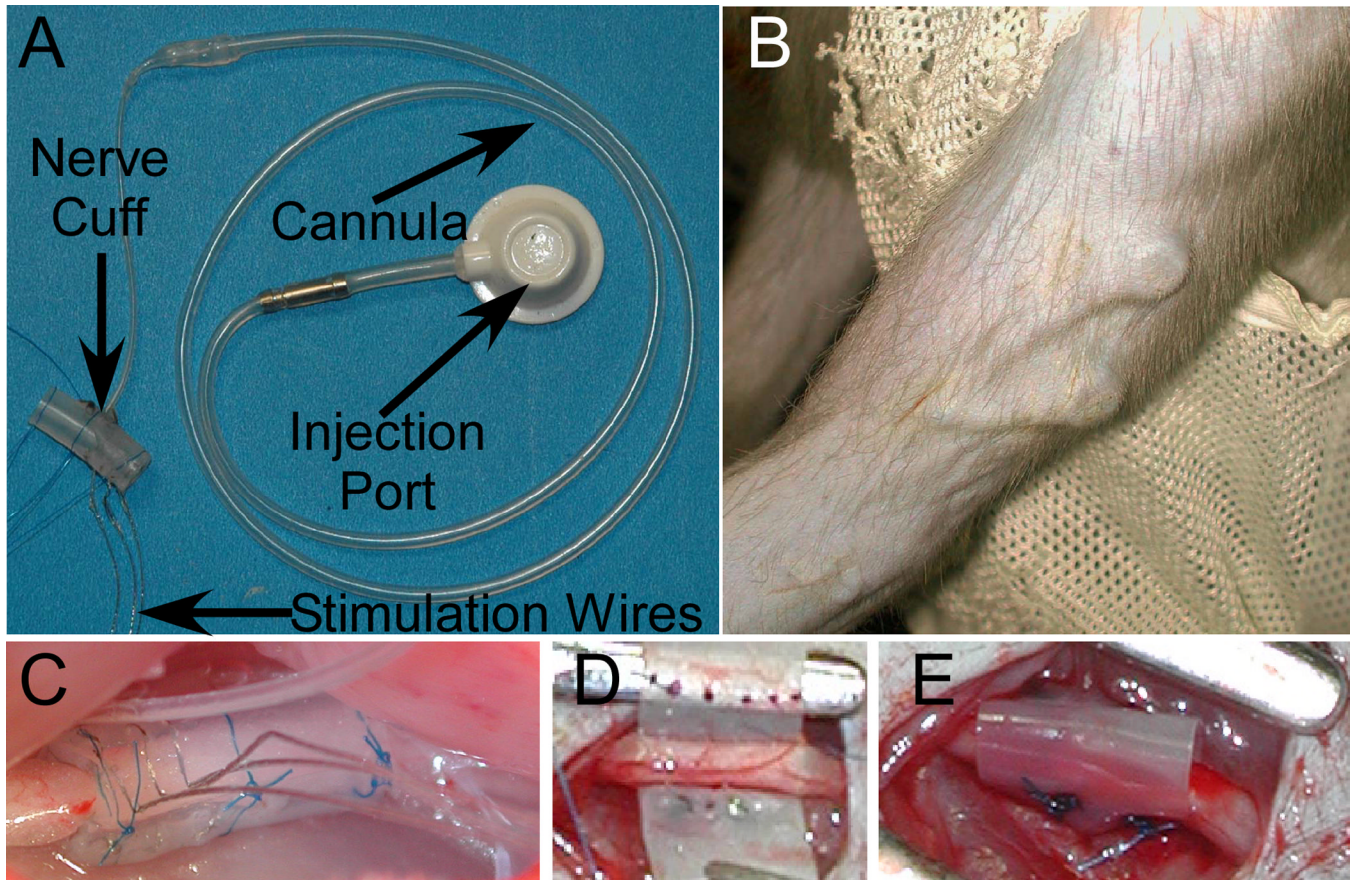 A
B
Nerve
Cuff
Cannula
Injection
Port
Stimulation Wires
C
D
E